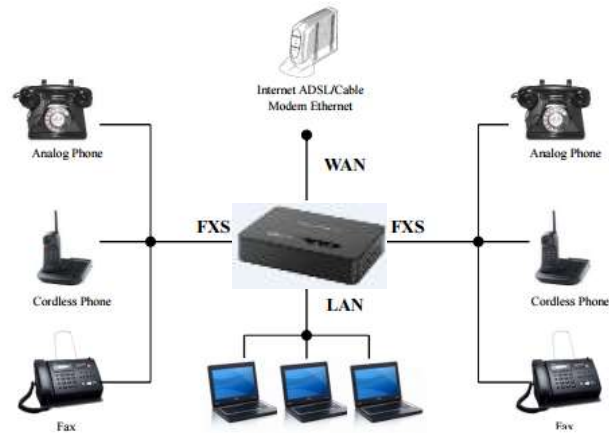 Internet ADSL/Cable
Modem Ethernet
Analog Phone
Analog Phone
WAN
FXS
FXS
Cordless Phone
Cordless Phone
LAN
Fax
Fax